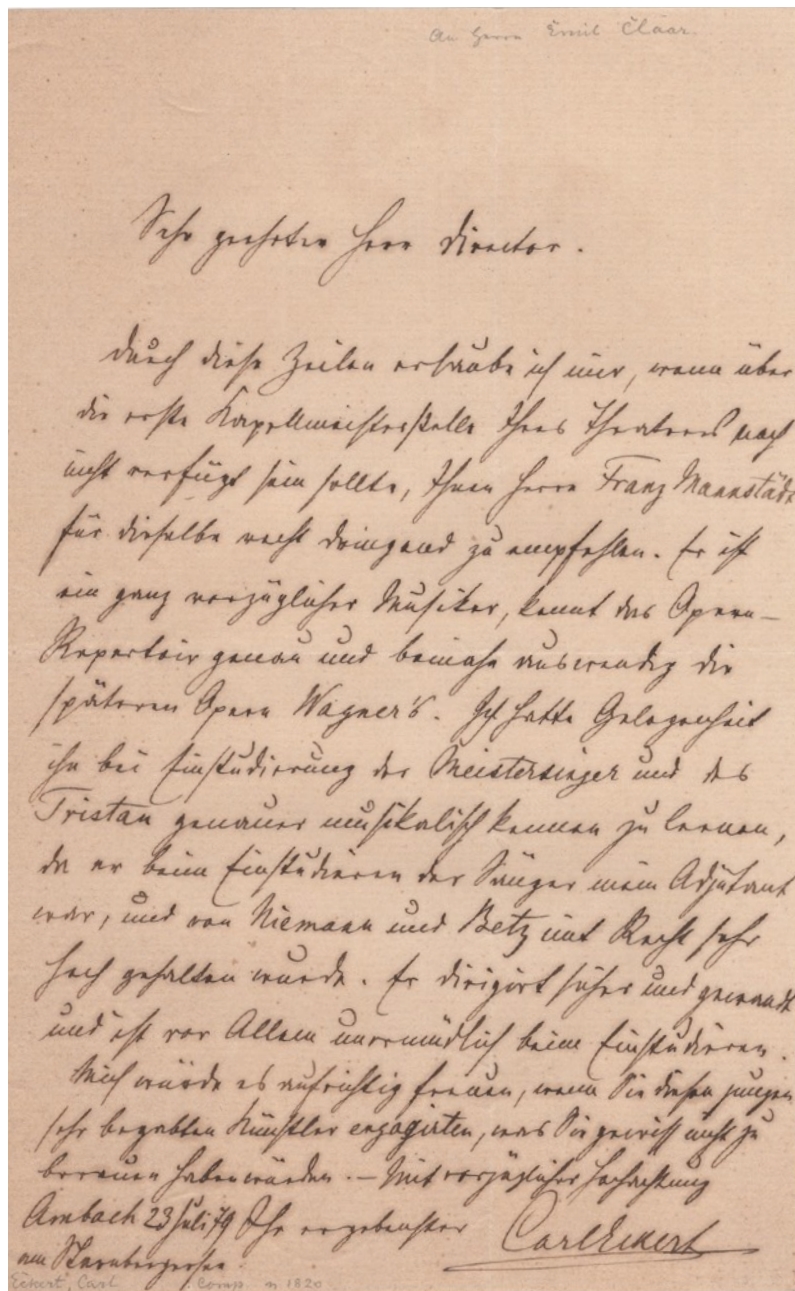 An Herrn Emil Claar.
Sehr geehrter Herr Director.
Durch diese Zeilen erlaube ich mir, wenn über
die erste Kapellmeisterstelle Ihres Theaters noch
nicht verfügt sein sollte, Ihnen Herrn Franz Mannstädt
für dieselbe recht dringend zu empfehlen. Er ist
ein ganz vorzüglicher Musiker, kennt das Opern-
Repertoir genau und beinahe auswendig die
späteren Opern Wagner's. Ich hatte Gelegenheit
ihn bei Einstudierung der Meistersinger und des
Tristan genauer musikalisch kennen zu lernen,
da er beim Einstudieren der Sänger mein Adjutant
war, und von Niemann und Betz mit Recht sehr
hoch gehalten wurde. Er dirigirt sicher und gewandt
und ist vor Allem unermüdlich beim Einstudieren.
Mich würde es aufrichtig freuen, wenn Sie diesen jungen
sehr begabten Künstler engagirten, was Sie gewiss nicht zu
bereuen haben würden. – Mit vorzüglicher Hochachtung
Ambach 23 Juli 79 Ihr ergebenster Carl Eckert
am Starnbergersee.
Eckert, Carl Comp. n. 1820